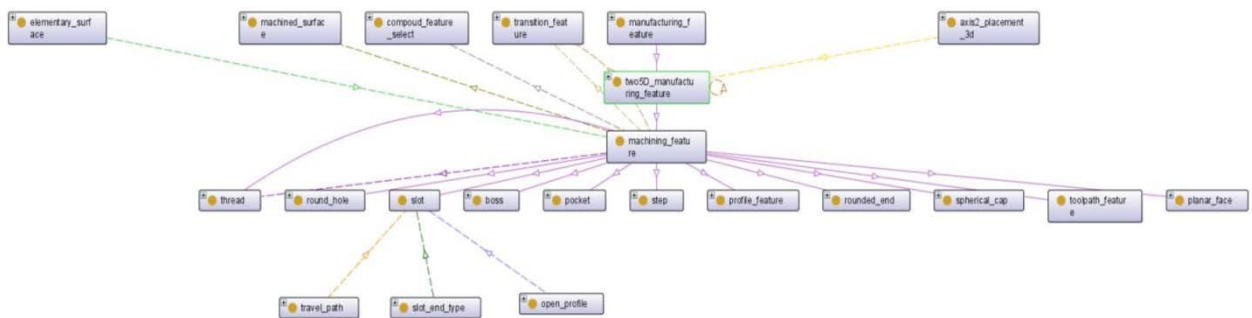 elementary_surf
ace
machined_surfac
e
compoud_feature
_select
transition_feat
ure
manufacturing_f
eature
axis2_placement
_3d
two5D_manufactu
ring_feature
machining_featu
re
thread
round_hole
slot
boss
pocket
step
profile_feature
rounded_end
spherical_cap
toolpath_featur
e
planar_face
travel_path
slot_end_type
open_profile